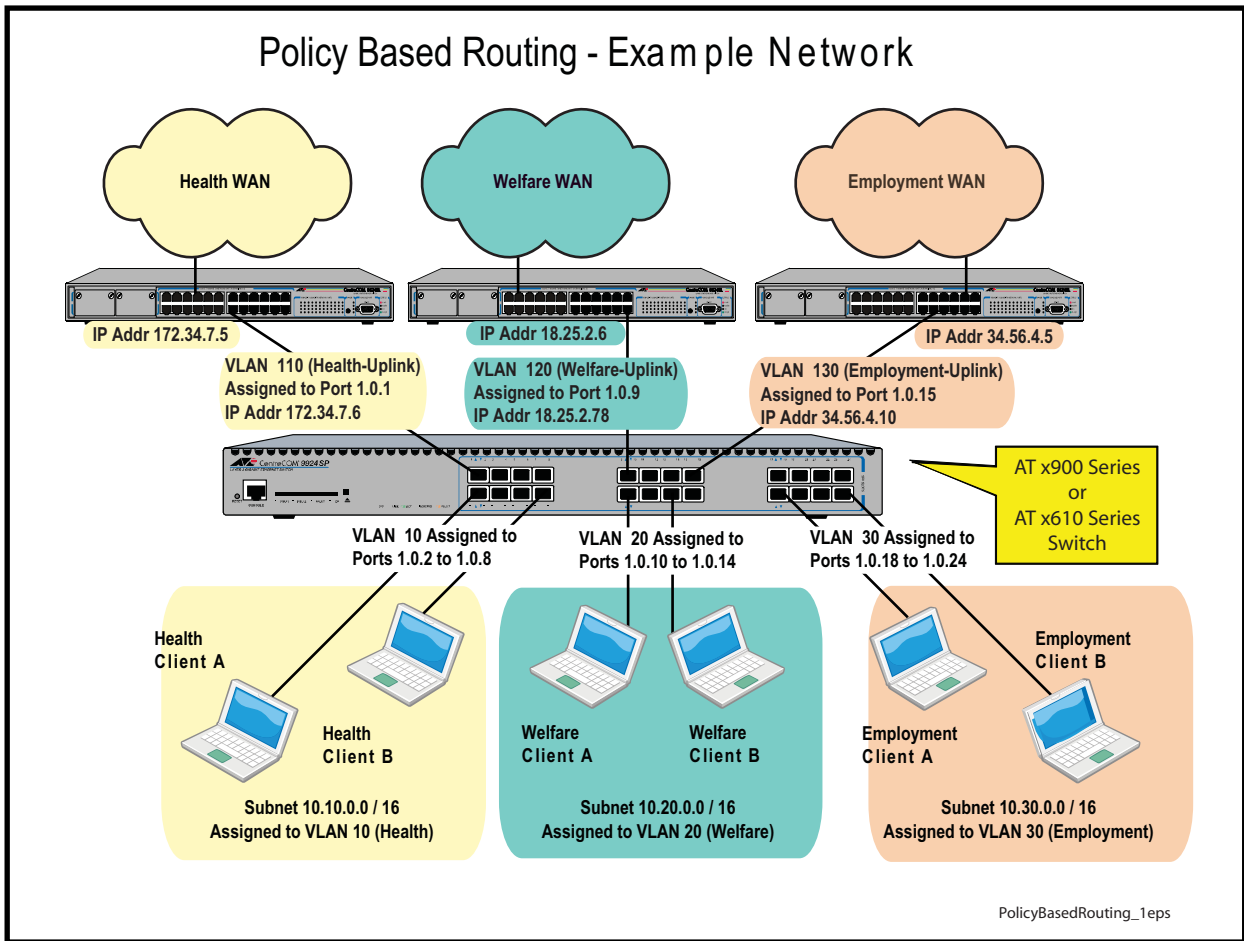 Policy Based Routing - Example Network
Health WAN
Welfare WAN
Employment WAN
IP Addr 172.34.7.5
IP Addr 18.25.2.6
IP Addr 34.56.4.5
VLAN 110 (Health-Uplink)
Assigned to Port 1.0.1
IP Addr 172.34.7.6
VLAN 120 (Welfare-Uplink)
Assigned to Port 1.0.9
IP Addr 18.25.2.78
VLAN 130 (Employment-Uplink)
Assigned to Port 1.0.15
IP Addr 34.56.4.10
CentreCOM 9924SP
AT x900 Series
or
AT x610 Series
Switch
VLAN 10 Assigned to
Ports 1.0.2 to 1.0.8
VLAN 20 Assigned to
Ports 1.0.10 to 1.0.14
VLAN 30 Assigned to
Ports 1.0.18 to 1.0.24
Health
Client A
Health
Client B
Welfare
Client A
Welfare
Client B
Employment
Client A
Employment
Client B
Subnet 10.10.0.0 / 16
Assigned to VLAN 10 (Health)
Subnet 10.20.0.0 / 16
Assigned to VLAN 20 (Welfare)
Subnet 10.30.0.0 / 16
Assigned to VLAN 30 (Employment)
PolicyBasedRouting_1eps